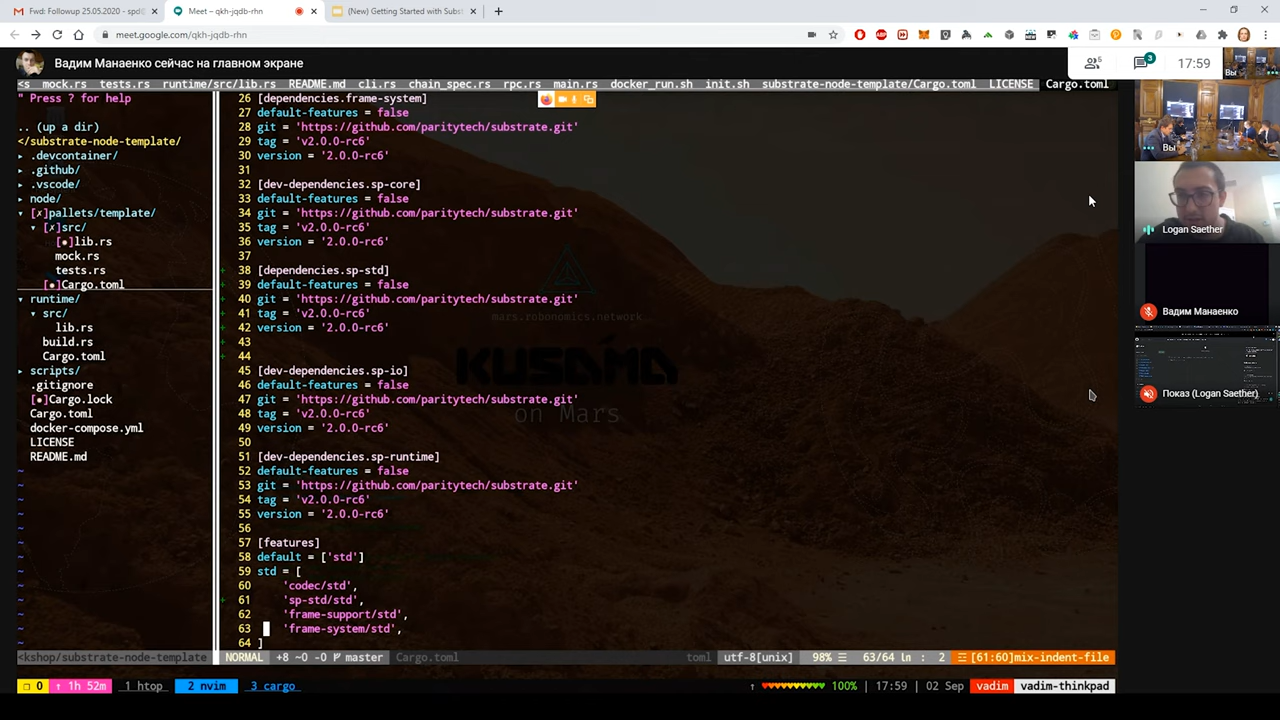 Fwd: Followup 25.05.2020 - spd@
Meet – qkh-jqdb-rhn
(New) Getting Started with Subst
meet.google.com/qkh-jqdb-rhn
Вадим Манаенко сейчас на главном экране
5
3
17:59
Вы
<s mock.rs tests.rs runtime/src/lib.rs README.md cli.rs chain_spec.rs rpc.rs main.rs docker_run.sh init.sh substrate-node-template/Cargo.toml LICENSE Cargo.toml
" Press ? for help
.. (up a dir)
</substrate-node-template/
▸ .devcontainer/
▸ .github/
▸ .vscode/
▸ node/
▾ [✗]pallets/template/
▾ [✗]src/
[•]lib.rs
mock.rs
tests.rs
[•]Cargo.toml
▾ runtime/
▾ src/
lib.rs
build.rs
Cargo.toml
▸ scripts/
.gitignore
[•]Cargo.lock
Cargo.toml
docker-compose.yml
LICENSE
README.md
~
~
~
~
~
~
~
~
~
~
~
~
~
26 [dependencies.frame-system]
27 default-features = false
28 git = 'https://github.com/paritytech/substrate.git'
29 tag = 'v2.0.0-rc6'
30 version = '2.0.0-rc6'
31
32 [dev-dependencies.sp-core]
33 default-features = false
34 git = 'https://github.com/paritytech/substrate.git'
35 tag = 'v2.0.0-rc6'
36 version = '2.0.0-rc6'
37
+ 38 [dependencies.sp-std]
+ 39 default-features = false
+ 40 git = 'https://github.com/paritytech/substrate.git'
+ 41 tag = 'v2.0.0-rc6'
+ 42 version = '2.0.0-rc6'
+ 43
+ 44
45 [dev-dependencies.sp-io]
46 default-features = false
47 git = 'https://github.com/paritytech/substrate.git'
48 tag = 'v2.0.0-rc6'
49 version = '2.0.0-rc6'
50
51 [dev-dependencies.sp-runtime]
52 default-features = false
53 git = 'https://github.com/paritytech/substrate.git'
54 tag = 'v2.0.0-rc6'
55 version = '2.0.0-rc6'
56
57 [features]
58 default = ['std']
59 std = [
60 'codec/std',
+ 61 'sp-std/std',
62 'frame-support/std',
63 'frame-system/std',
64 ]
mars.robonomics.network
KUSAMA
on Mars
Вы
Logan Saether
Вадим Манаенко
Показ (Logan Saether)
<kshop/substrate-node-template NORMAL +8 ~0 -0 master Cargo.toml toml utf-8[unix] 98% ☰ 63/64 ln : 2 ☲ [61:60]mix-indent-file
❐ 0 ↑ 1h 52m 1 htop 2 nvim 3 cargo ↑ ♥♥♥♥♥♥♥♥♥♥ 100% 17:59 02 Sep vadim vadim-thinkpad